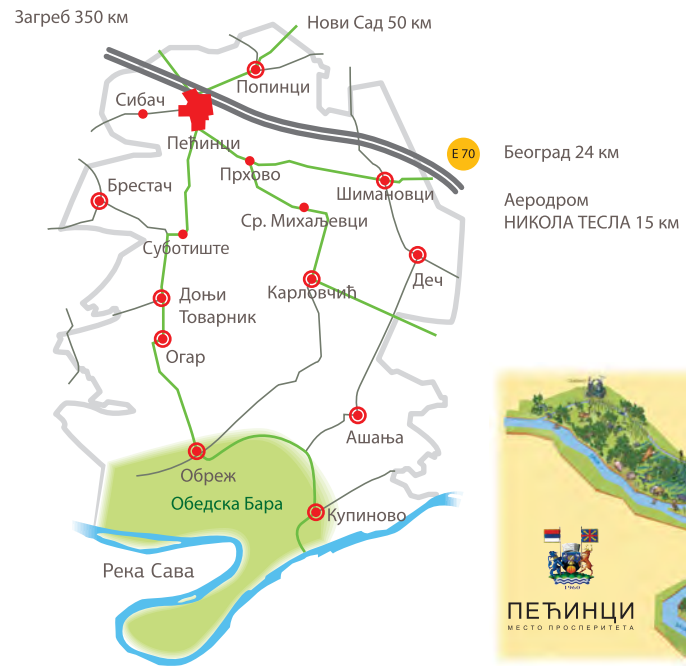 Загреб 350 км
Нови Сад 50 км
Попинци
Сибач
Пећинци
E 70
Београд 24 км
Прхово
Брестач
Шимановци
Аеродром
НИКОЛА ТЕСЛА 15 км
Ср. Михаљевци
Суботиште
Деч
Карловчић
Доњи
Товарник
Огар
Ашања
Обреж
Обедска Бара
Купиново
Река Сава
1960
ПЕЋИНЦИ
МЕСТО ПРОСПЕРИТЕТА